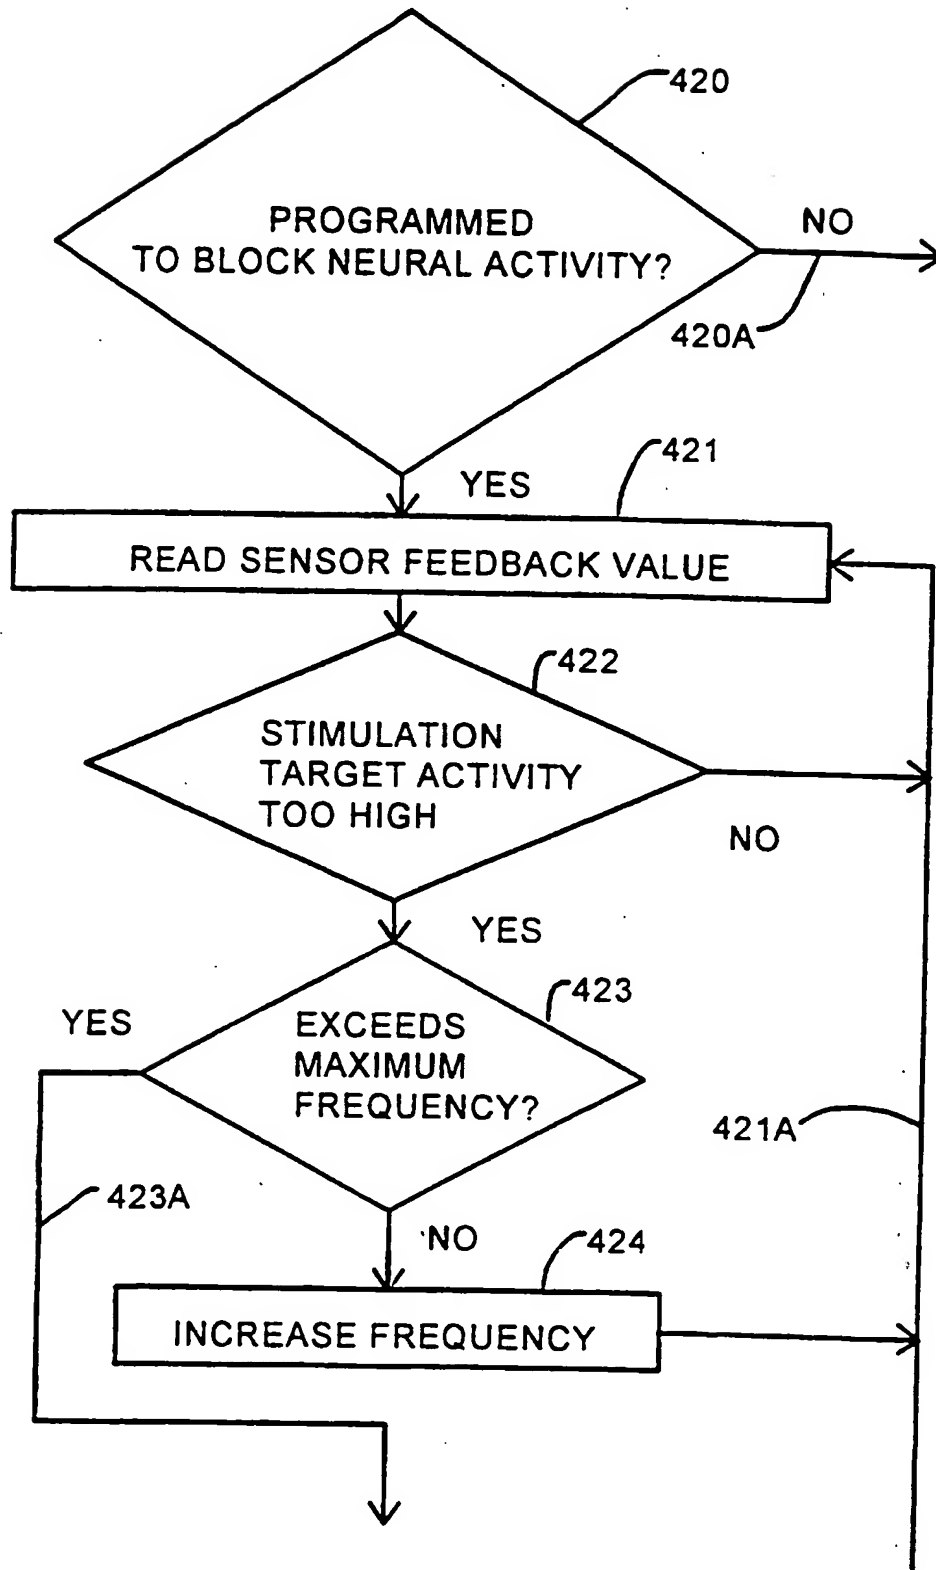 420
PROGRAMMED
TO BLOCK NEURAL ACTIVITY?
NO
420A
421
YES
READ SENSOR FEEDBACK VALUE
422
STIMULATION
TARGET ACTIVITY
TOO HIGH
NO
YES
423
YES
EXCEEDS
MAXIMUM
FREQUENCY?
421A
423A
NO
424
INCREASE FREQUENCY